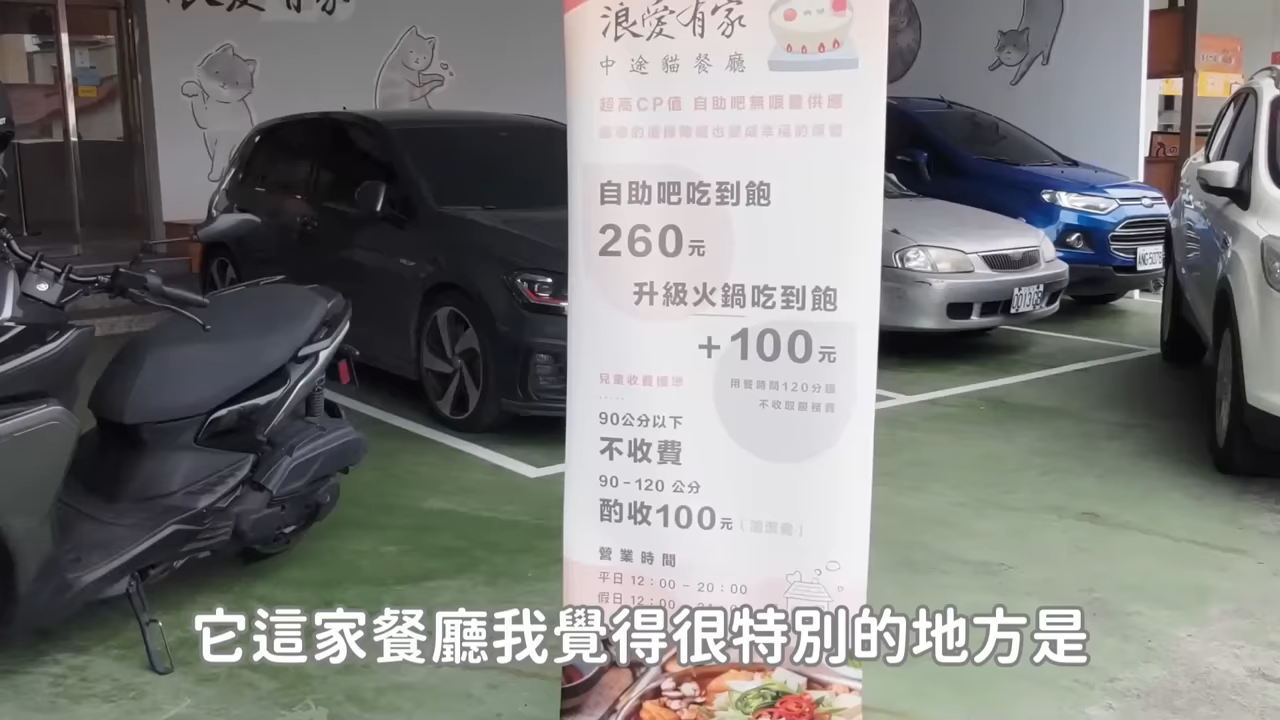 浪愛有家
中途貓餐廳
超高CP值 自助吧無限量供應
自助吧吃到飽
260元
升級火鍋吃到飽
+100元
用餐時間120分鐘
不收取服務費
兒童收費標準
90公分以下
不收費
90-120 公分
酌收100元 (清潔費)
營業時間
平日 12:00 - 20:00
假日 12:00
它這家餐廳我覺得很特別的地方是